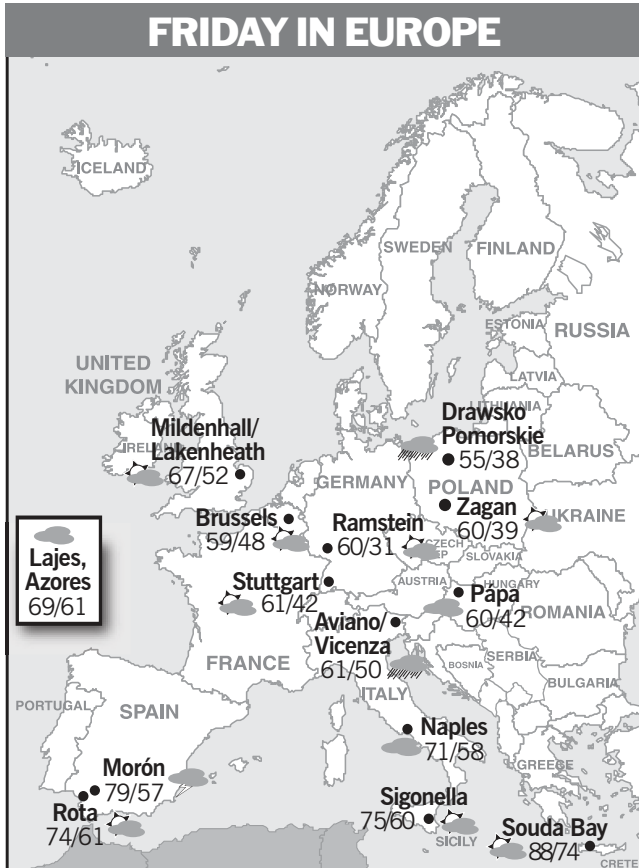 FRIDAY IN EUROPE
ICELAND
SWEDEN
FINLAND
NORWAY
ESTONIA
RUSSIA
LATVIA
UNITED
KINGDOM
LITHUANIA
Drawsko
Pomorskie
55/38
Mildenhall/
Lakenheath
67/52
IRELAND
BELARUS
GERMANY
POLAND
Zagan
60/39
UKRAINE
Brussels
59/48
Ramstein
60/31
CZECH
REP
SLOVAKIA
Lajes,
Azores
69/61
Stuttgart
61/42
AUSTRIA
HUNGARY
Pápa
60/42
ROMANIA
Aviano/
Vicenza
61/50
FRANCE
BOSNIA
SERBIA
BULGARIA
ITALY
PORTUGAL
SPAIN
Naples
71/58
GREECE
Morón
79/57
Rota
74/61
Sigonella
75/60
SICILY
Souda Bay
88/74
CRETE